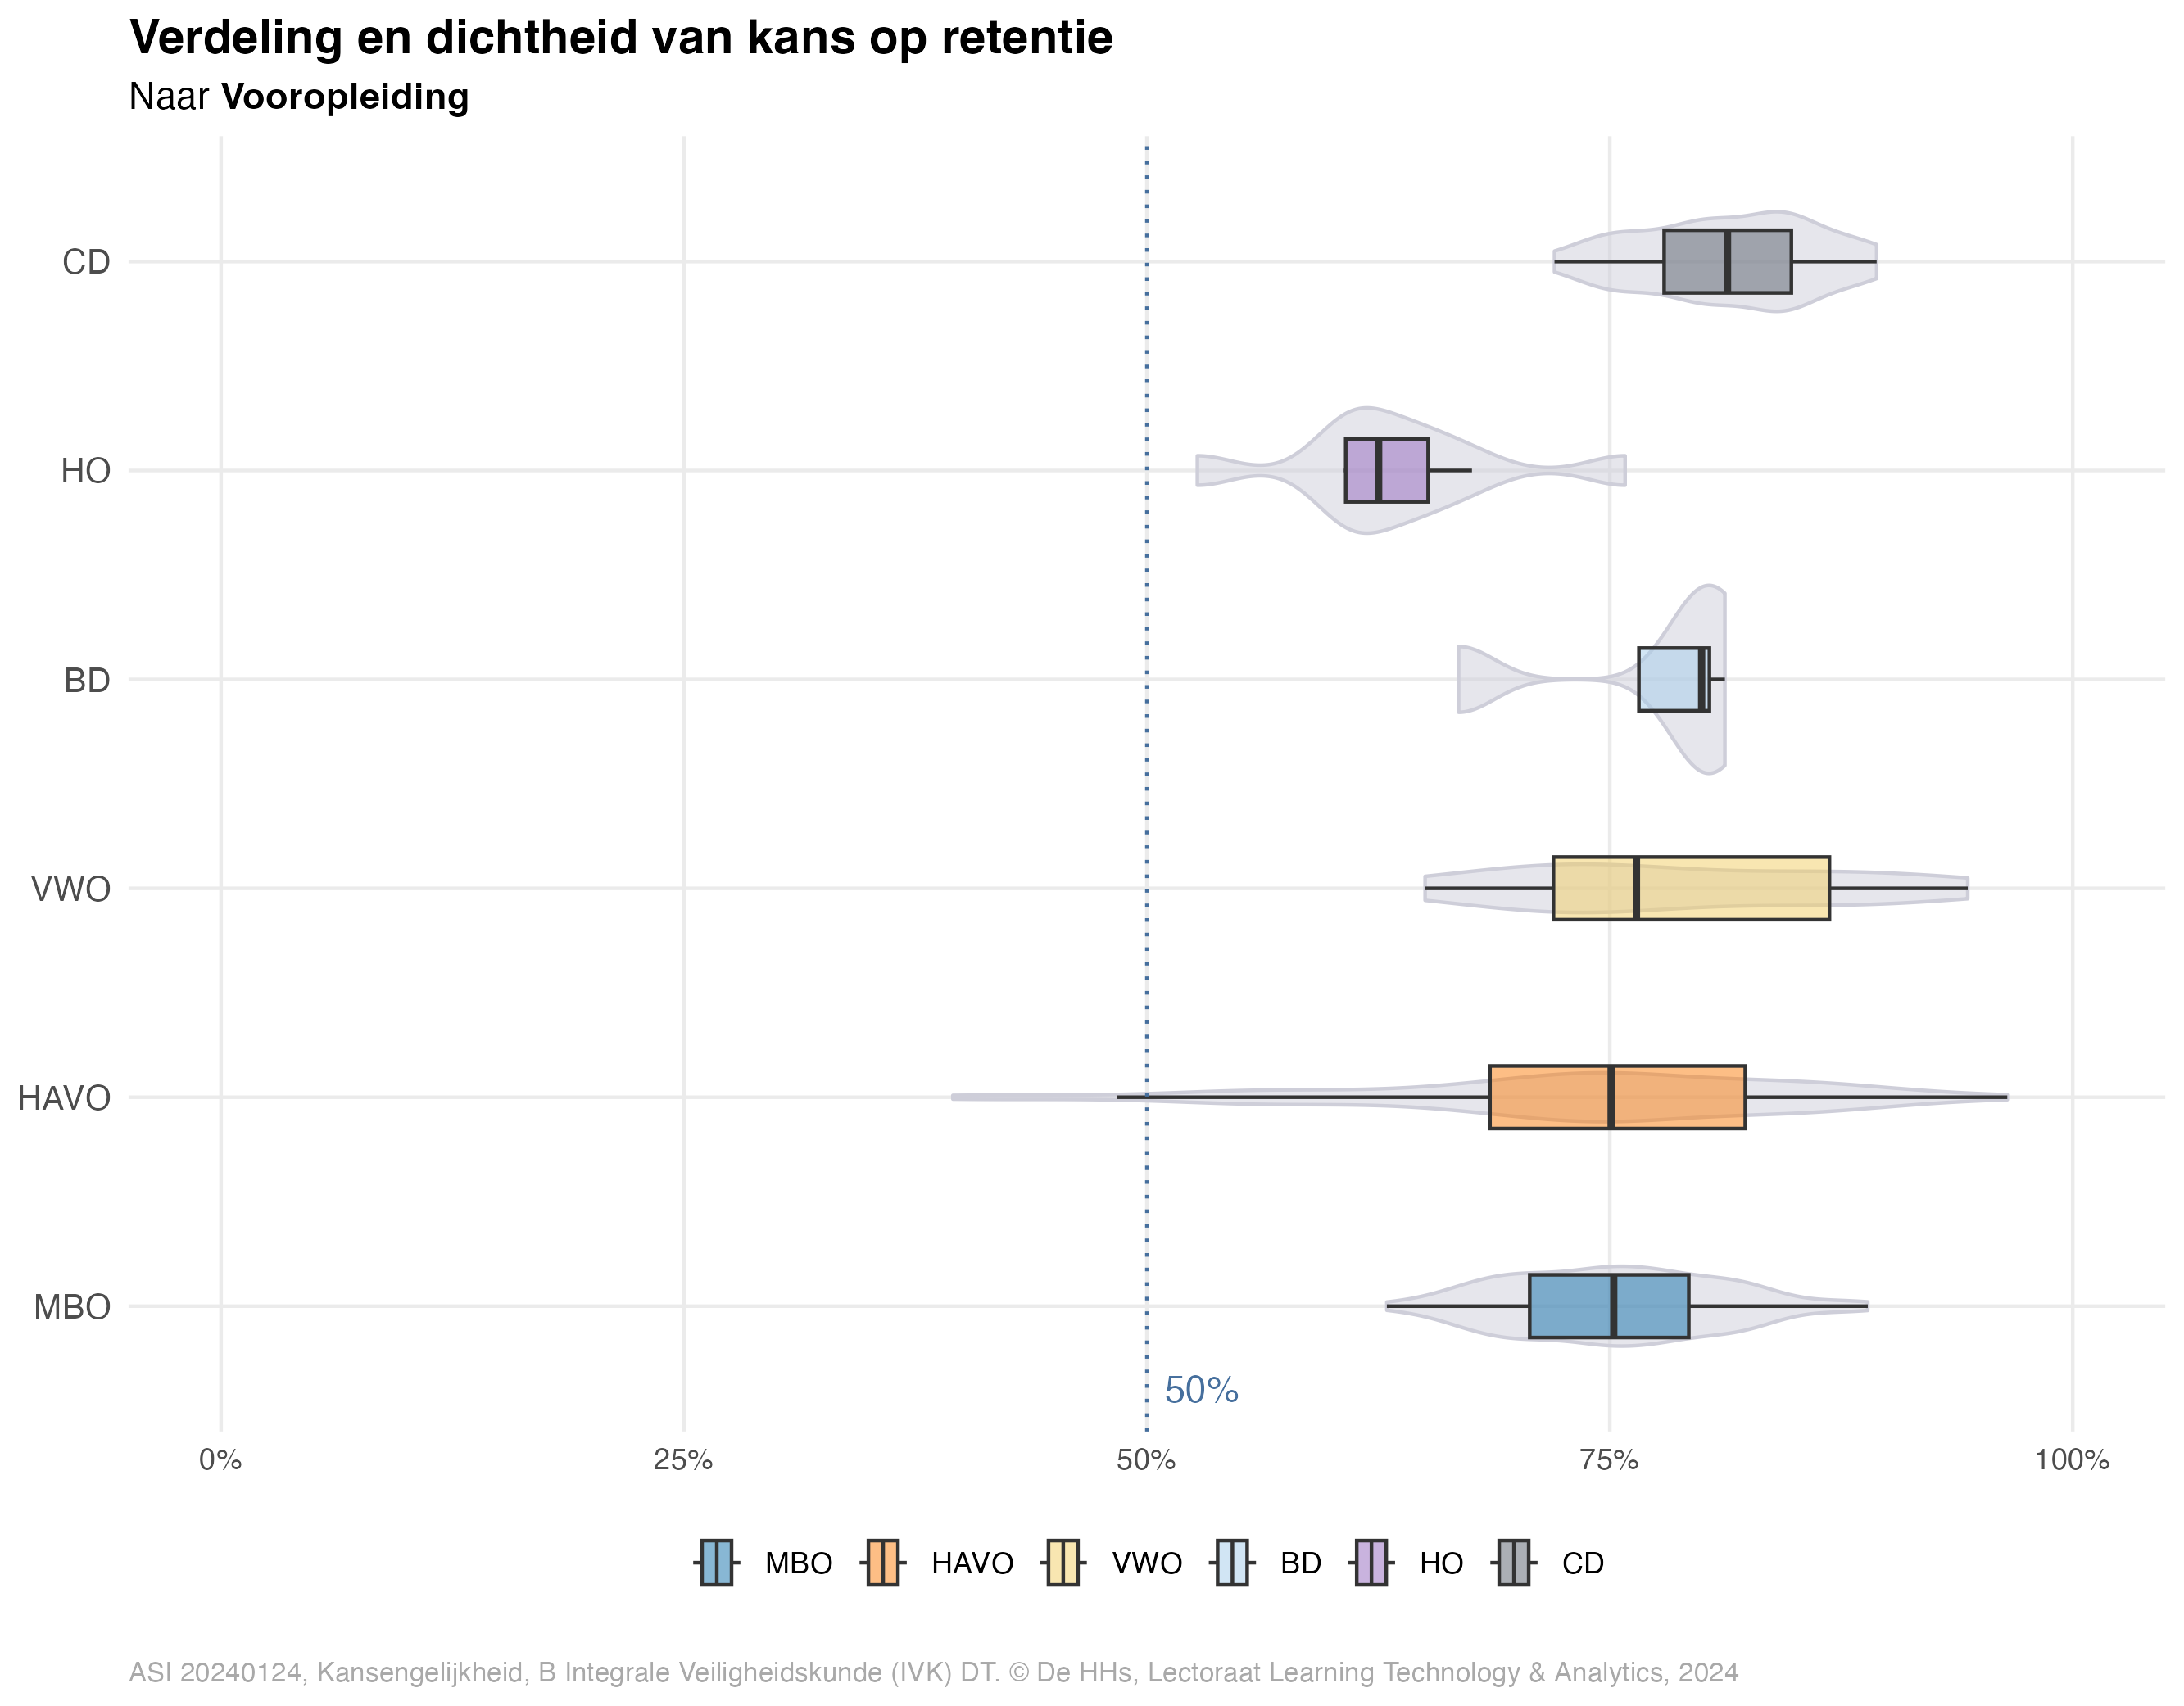 Verdeling en dichtheid van kans op retentie
Naar Vooropleiding
CD
HO
BD
VWO
HAVO
MBO
50%
0% 25% 50% 75% 100%
MBO HAVO VWO BD HO CD
ASI 20240124, Kansengelijkheid, B Integrale Veiligheidskunde (IVK) DT. © De HHs, Lectoraat Learning Technology & Analytics, 2024